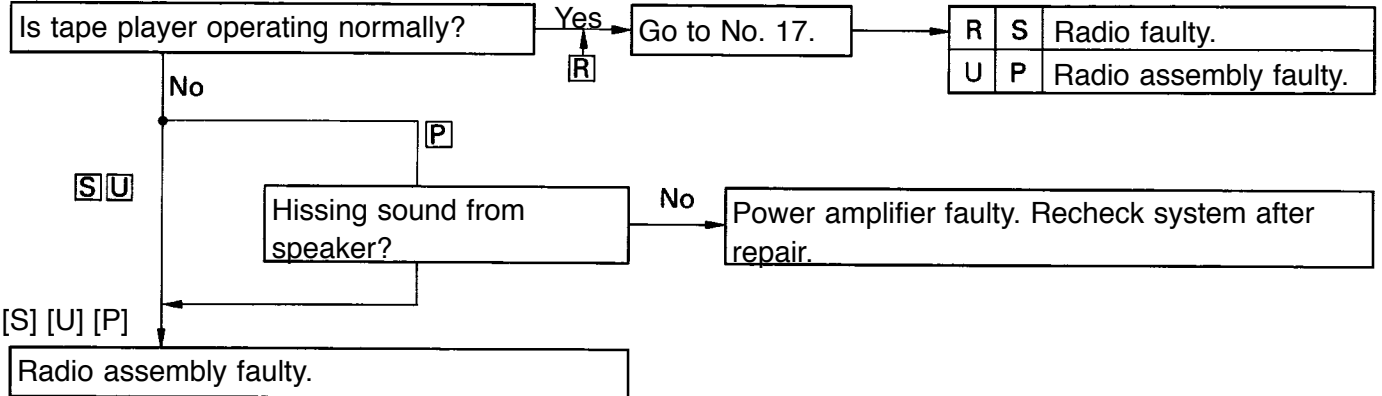 Is tape player operating normally?
Yes
Go to No. 17.
R S Radio faulty.
U P Radio assembly faulty.
R
No
P
S U
Hissing sound from
speaker?
No
Power amplifier faulty. Recheck system after
repair.
[S] [U] [P]
Radio assembly faulty.